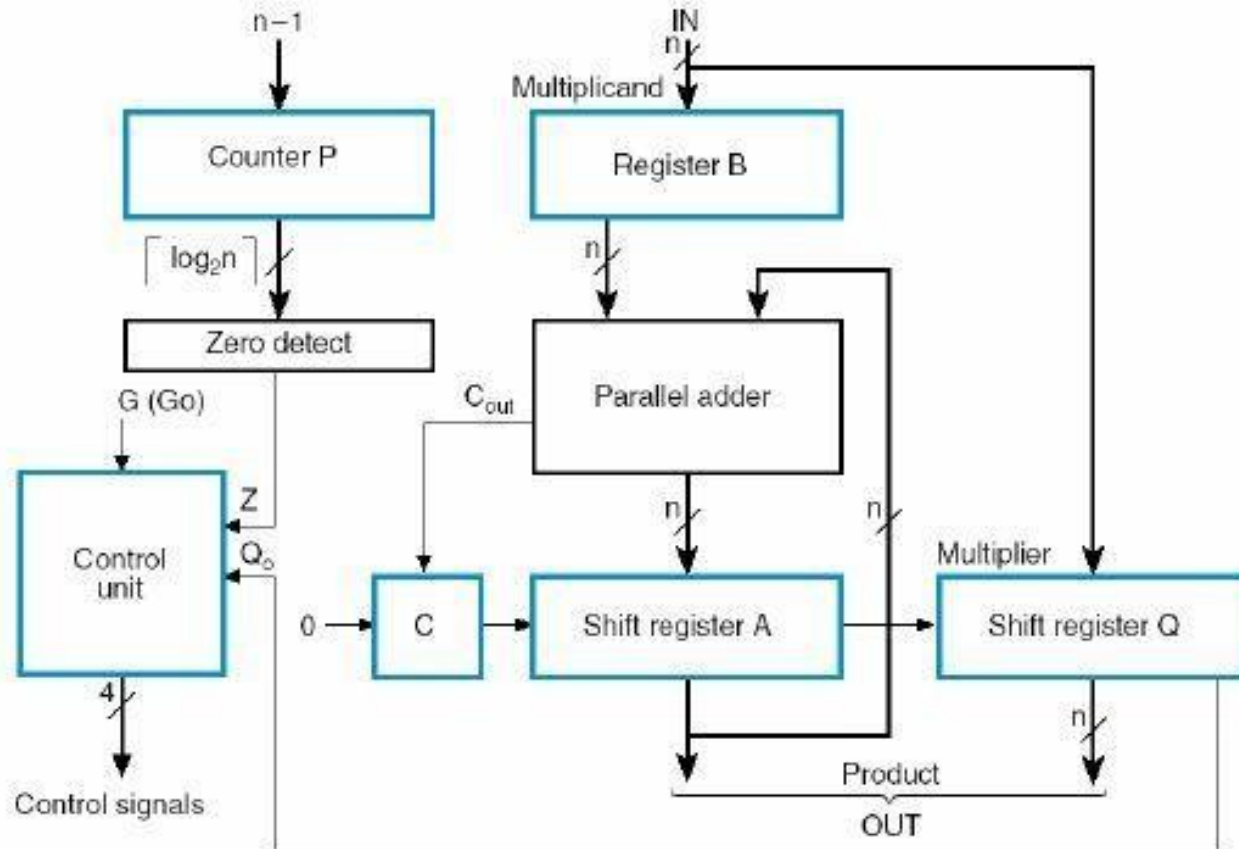 n−1
IN
n
Multiplicand
Counter P
Register B
⌈log₂n⌉
n
Zero detect
G (Go)
C_out
Parallel adder
Z
n
n
Control unit
Q₀
Multiplier
0
C
Shift register A
Shift register Q
4
n
Control signals
Product
OUT